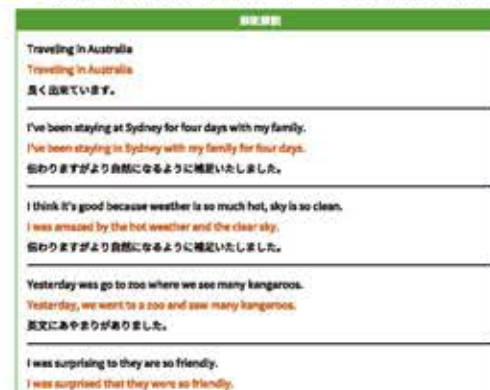 Traveling in Australia
Traveling in Australia
良く出来ています。
I've been staying at Sydney for four days with my family.
I've been staying in Sydney with my family for four days.
伝わりますがより自然になるように補足いたしました。
I think it's good because weather is so much hot, sky is so clean.
I was amazed by the hot weather and the clear sky.
伝わりますがより自然になるように補足いたしました。
Yesterday was go to zoo where we see many kangaroos.
Yesterday, we went to a zoo and saw many kangaroos.
英文にあやまりがありました。
I was surprising to they are so friendly.
I was surprised that they were so friendly.